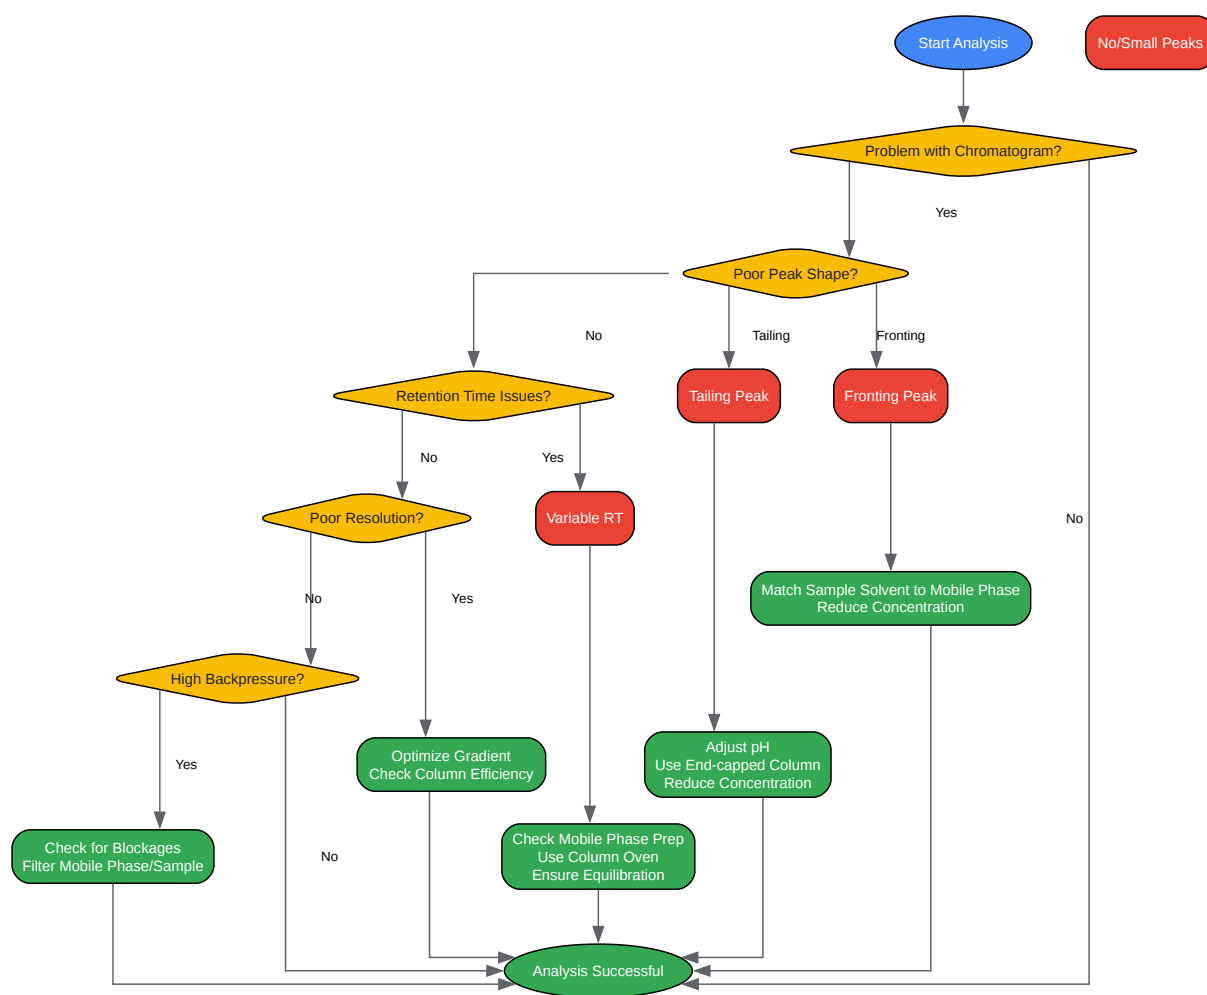 Start Analysis
No/Small Peaks
Problem with Chromatogram?
Yes
Poor Peak Shape?
No
Tailing
Fronting
Retention Time Issues?
Tailing Peak
Fronting Peak
No
Yes
Poor Resolution?
Variable RT
No
Match Sample Solvent to Mobile Phase
Reduce Concentration
No
Yes
High Backpressure?
Yes
Optimize Gradient
Check Column Efficiency
Adjust pH
Use End-capped Column
Reduce Concentration
Check for Blockages
Filter Mobile Phase/Sample
No
Check Mobile Phase Prep
Use Column Oven
Ensure Equilibration
Analysis Successful